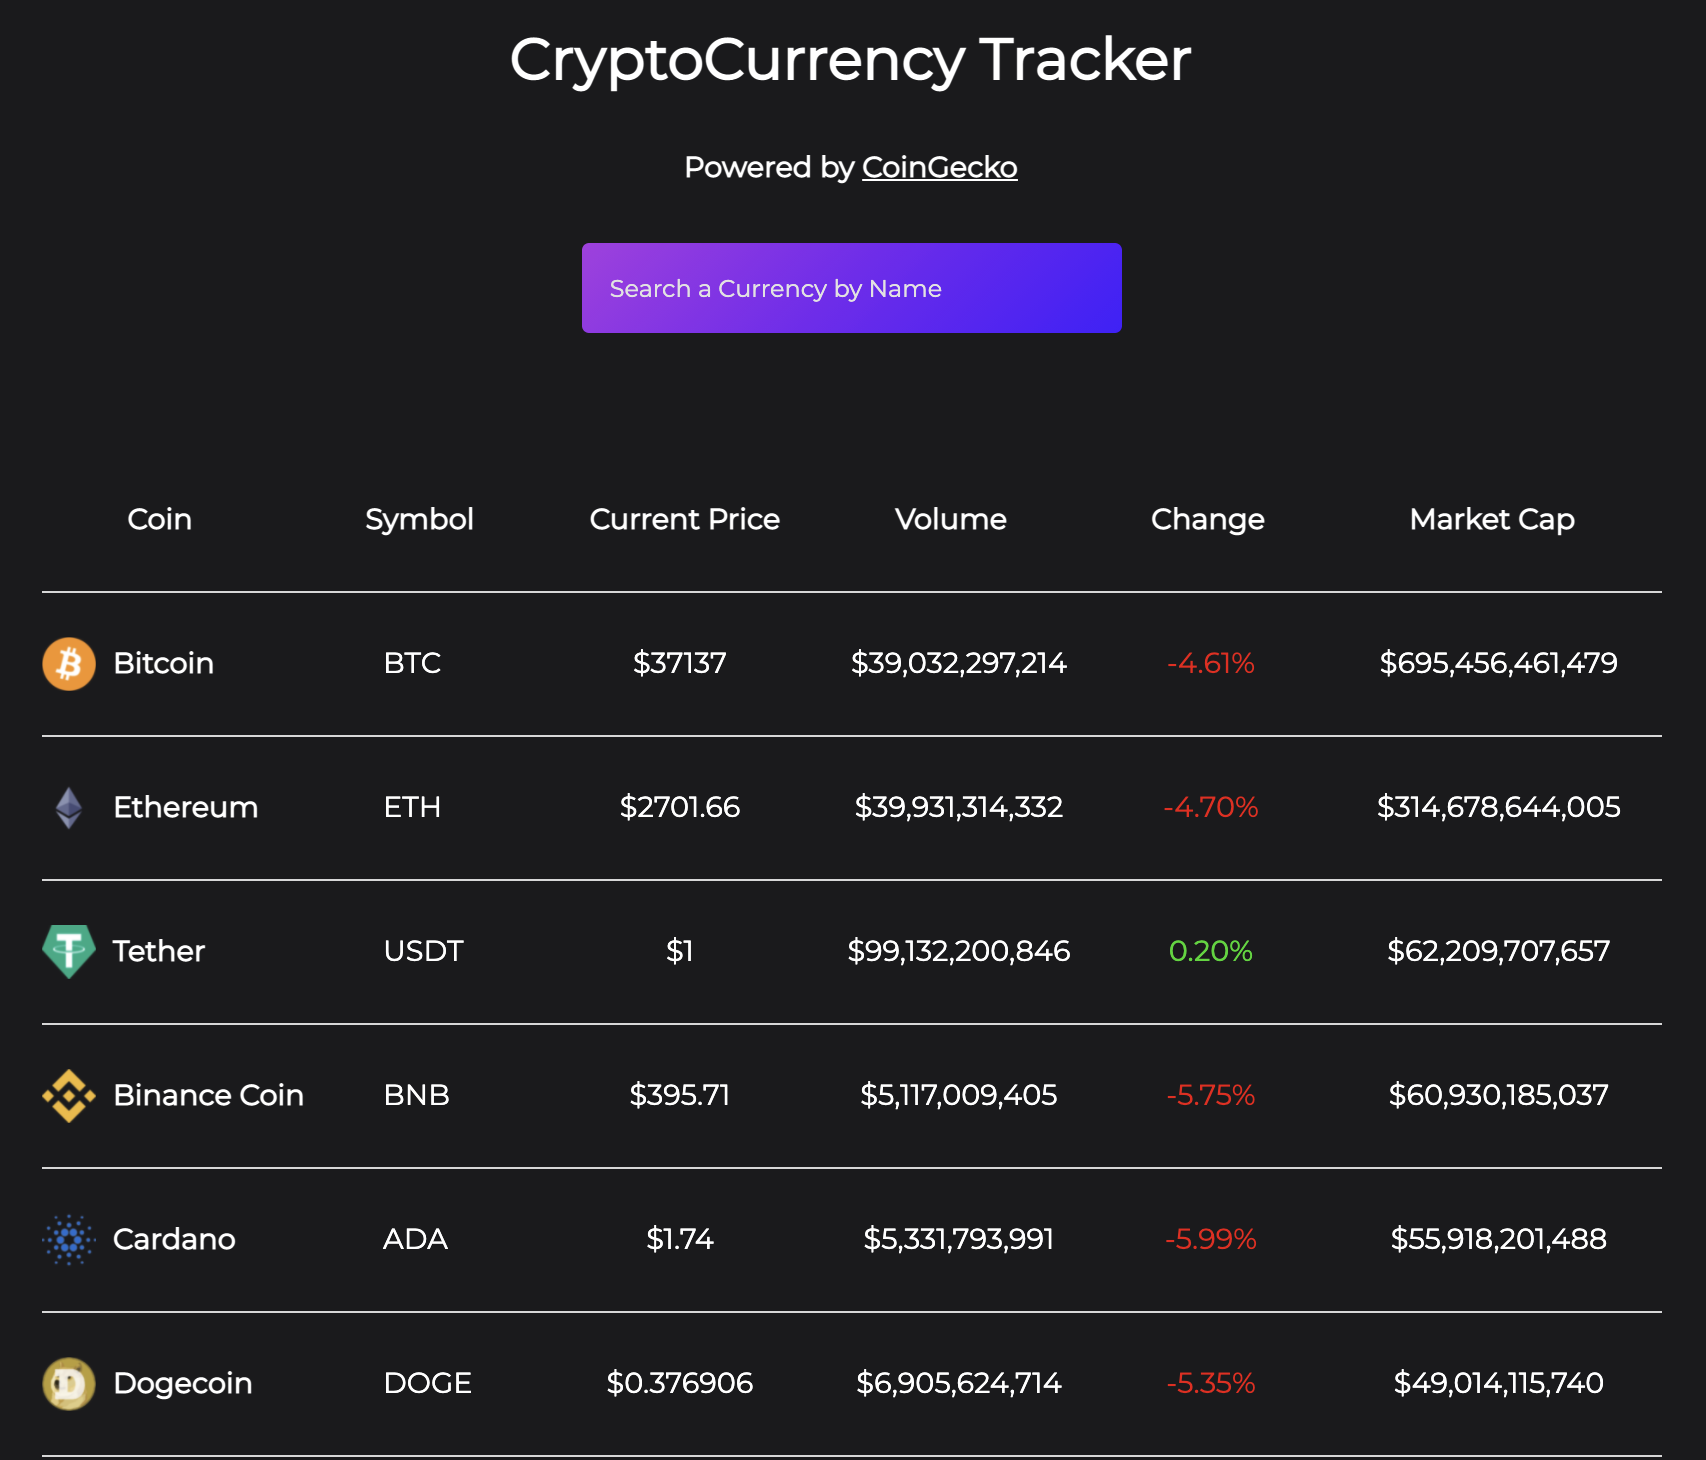 CryptoCurrency Tracker
Powered by CoinGecko
Search a Currency by Name
Coin Symbol Current Price Volume Change Market Cap
Bitcoin BTC $37137 $39,032,297,214 -4.61% $695,456,461,479
Ethereum ETH $2701.66 $39,931,314,332 -4.70% $314,678,644,005
Tether USDT $1 $99,132,200,846 0.20% $62,209,707,657
Binance Coin BNB $395.71 $5,117,009,405 -5.75% $60,930,185,037
Cardano ADA $1.74 $5,331,793,991 -5.99% $55,918,201,488
Dogecoin DOGE $0.376906 $6,905,624,714 -5.35% $49,014,115,740